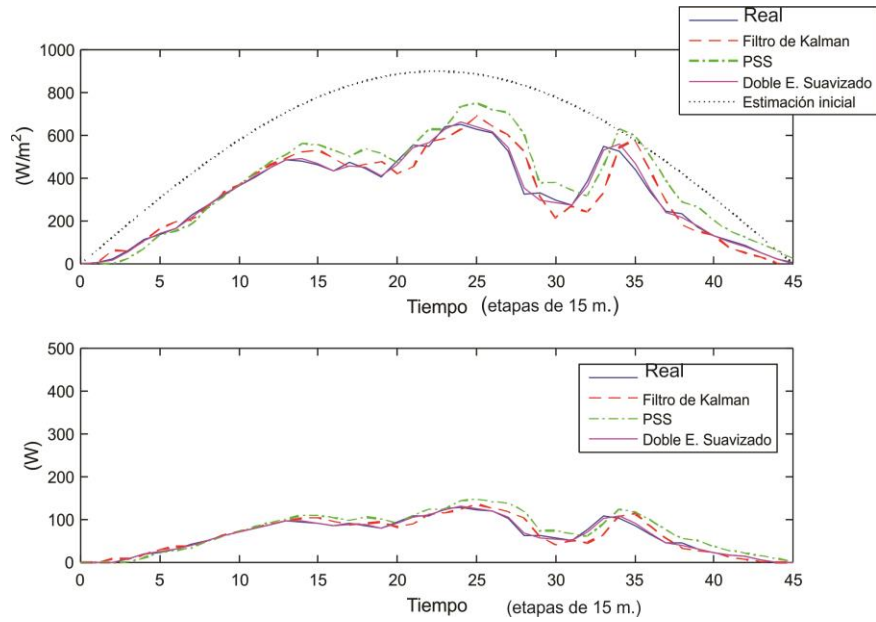 Real
Filtro de Kalman
PSS
Doble E. Suavizado
Estimación inicial
1000
800
600
400
200
0
(W/m²)
0 5 10 15 20 25 30 35 40 45
Tiempo (etapas de 15 m.)
500
400
300
200
100
0
(W)
Real
Filtro de Kalman
PSS
Doble E. Suavizado
0 5 10 15 20 25 30 35 40 45
Tiempo (etapas de 15 m.)